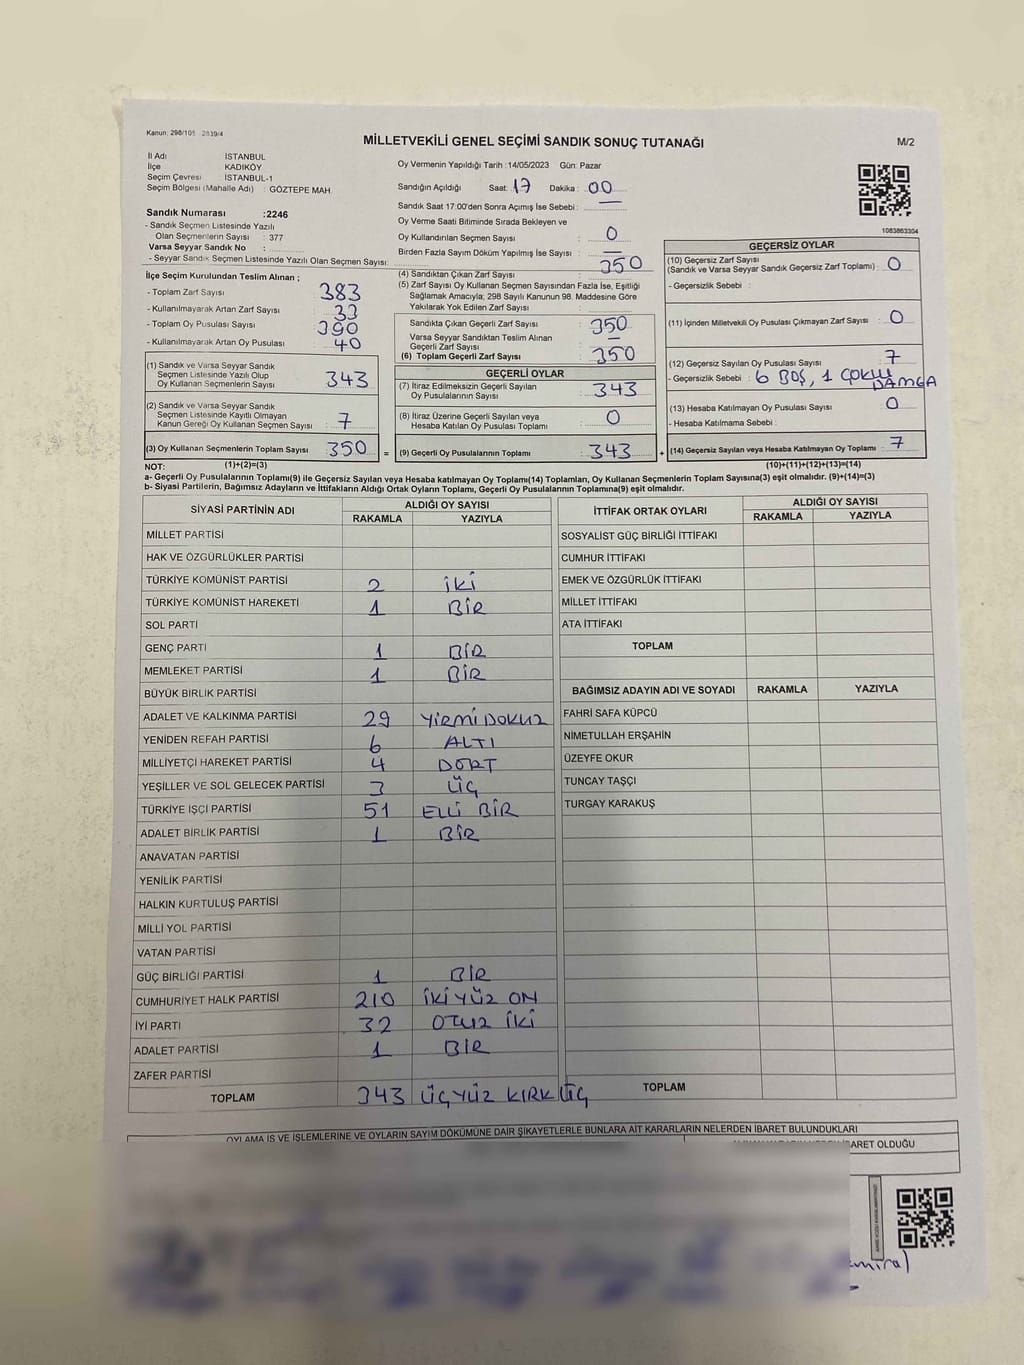 Kanun: 298/105 2839/4
MİLLETVEKİLİ GENEL SEÇİMİ SANDIK SONUÇ TUTANAĞI
M/2
İl Adı İSTANBUL
İlçe KADIKÖY
Seçim Çevresi İSTANBUL-1
Seçim Bölgesi (Mahalle Adı) : GÖZTEPE MAH.
Sandık Numarası :2246
- Sandık Seçmen Listesinde Yazılı
Olan Seçmenlerin Sayısı : 377
Varsa Seyyar Sandık No :
- Seyyar Sandık Seçmen Listesinde Yazılı Olan Seçmen Sayısı:
Oy Vermenin Yapıldığı Tarih :14/05/2023 Gün: Pazar
Sandığın Açıldığı Saat: 17 Dakika : 00
Sandık Saat 17:00'den Sonra Açımış İse Sebebi :
Oy Verme Saati Bitiminde Sırada Bekleyen ve
Oy Kullandırılan Seçmen Sayısı : 0
Birden Fazla Sayım Döküm Yapılmış İse Sayısı :
1083863304
İlçe Seçim Kurulundan Teslim Alınan ;
- Toplam Zarf Sayısı : 383
- Kullanılmayarak Artan Zarf Sayısı : 33
- Toplam Oy Pusulası Sayısı : 390
- Kullanılmayarak Artan Oy Pusulası : 40
(1) Sandık ve Varsa Seyyar Sandık
Seçmen Listesinde Yazılı Olup
Oy Kullanan Seçmenlerin Sayısı : 343
(2) Sandık ve Varsa Seyyar Sandık
Seçmen Listesinde Kayıtlı Olmayan
Kanun Gereği Oy Kullanan Seçmen Sayısı : 7
(3) Oy Kullanan Seçmenlerin Toplam Sayısı : 350 =
(4) Sandıktan Çıkan Zarf Sayısı : 350
(5) Zarf Sayısı Oy Kullanan Seçmen Sayısından Fazla İse, Eşitliği
Sağlamak Amacıyla; 298 Sayılı Kanunun 98. Maddesine Göre
Yakılarak Yok Edilen Zarf Sayısı :
Sandıkta Çıkan Geçerli Zarf Sayısı : 350
Varsa Seyyar Sandıktan Teslim Alınan
Geçerli Zarf Sayısı : —
(6) Toplam Geçerli Zarf Sayısı : 350
GEÇERLİ OYLAR
(7) İtiraz Edilmeksizin Geçerli Sayılan
Oy Pusulalarının Sayısı : 343
(8) İtiraz Üzerine Geçerli Sayılan veya
Hesaba Katılan Oy Pusulası Toplamı : 0
(9) Geçerli Oy Pusulalarının Toplamı : 343 +
GEÇERSİZ OYLAR
(10) Geçersiz Zarf Sayısı
(Sandık ve Varsa Seyyar Sandık Geçersiz Zarf Toplamı) : 0
- Geçersizlik Sebebi :
(11) İçinden Milletvekili Oy Pusulası Çıkmayan Zarf Sayısı : 0
(12) Geçersiz Sayılan Oy Pusulası Sayısı : 7
- Geçersizlik Sebebi : 6 BOŞ, 1 ÇOKLU
DAMGA
(13) Hesaba Katılmayan Oy Pusulası Sayısı : 0
- Hesaba Katılmama Sebebi :
(14) Geçersiz Sayılan veya Hesaba Katılmayan Oy Toplamı : 7
NOT: (1)+(2)=(3) (10)+(11)+(12)+(13)=(14)
a- Geçerli Oy Pusulalarının Toplamı(9) ile Geçersiz Sayılan veya Hesaba katılmayan Oy Toplamı(14) Toplamları, Oy Kullanan Seçmenlerin Toplam Sayısına(3) eşit olmalıdır. (9)+(14)=(3)
b- Siyasi Partilerin, Bağımsız Adayların ve İttifakların Aldığı Ortak Oyların Toplamı, Geçerli Oy Pusulalarının Toplamına(9) eşit olmalıdır.
SİYASİ PARTİNİN ADI ALDIĞI OY SAYISI
RAKAMLA YAZIYLA
MİLLET PARTİSİ
HAK VE ÖZGÜRLÜKLER PARTİSİ
TÜRKİYE KOMÜNİST PARTİSİ 2 İKİ
TÜRKİYE KOMÜNİST HAREKETİ 1 BİR
SOL PARTİ
GENÇ PARTİ 1 BİR
MEMLEKET PARTİSİ 1 BİR
BÜYÜK BİRLİK PARTİSİ
ADALET VE KALKINMA PARTİSİ 29 YİRMİ DOKUZ
YENİDEN REFAH PARTİSİ 6 ALTI
MİLLİYETÇİ HAREKET PARTİSİ 4 DÖRT
YEŞİLLER VE SOL GELECEK PARTİSİ 3 ÜÇ
TÜRKİYE İŞÇİ PARTİSİ 51 ELLİ BİR
ADALET BİRLİK PARTİSİ 1 BİR
ANAVATAN PARTİSİ
YENİLİK PARTİSİ
HALKIN KURTULUŞ PARTİSİ
MİLLİ YOL PARTİSİ
VATAN PARTİSİ
GÜÇ BİRLİĞİ PARTİSİ 1 BİR
CUMHURİYET HALK PARTİSİ 210 İKİ YÜZ ON
İYİ PARTİ 32 OTUZ İKİ
ADALET PARTİSİ 1 BİR
ZAFER PARTİSİ
TOPLAM 343 ÜÇ YÜZ KIRK ÜÇ
İTTİFAK ORTAK OYLARI ALDIĞI OY SAYISI
RAKAMLA YAZIYLA
SOSYALİST GÜÇ BİRLİĞİ İTTİFAKI
CUMHUR İTTİFAKI
EMEK VE ÖZGÜRLÜK İTTİFAKI
MİLLET İTTİFAKI
ATA İTTİFAKI
TOPLAM
BAĞIMSIZ ADAYIN ADI VE SOYADI RAKAMLA YAZIYLA
FAHRİ SAFA KÜPCÜ
NİMETULLAH ERŞAHİN
ÜZEYFE OKUR
TUNCAY TAŞÇI
TURGAY KARAKUŞ
TOPLAM
OYLAMA İŞ VE İŞLEMLERİNE VE OYLARIN SAYIM DÖKÜMÜNE DAİR ŞİKAYETLERLE BUNLARA AİT KARARLARIN NELERDEN İBARET BULUNDUKLARI
İBARET OLDUĞU